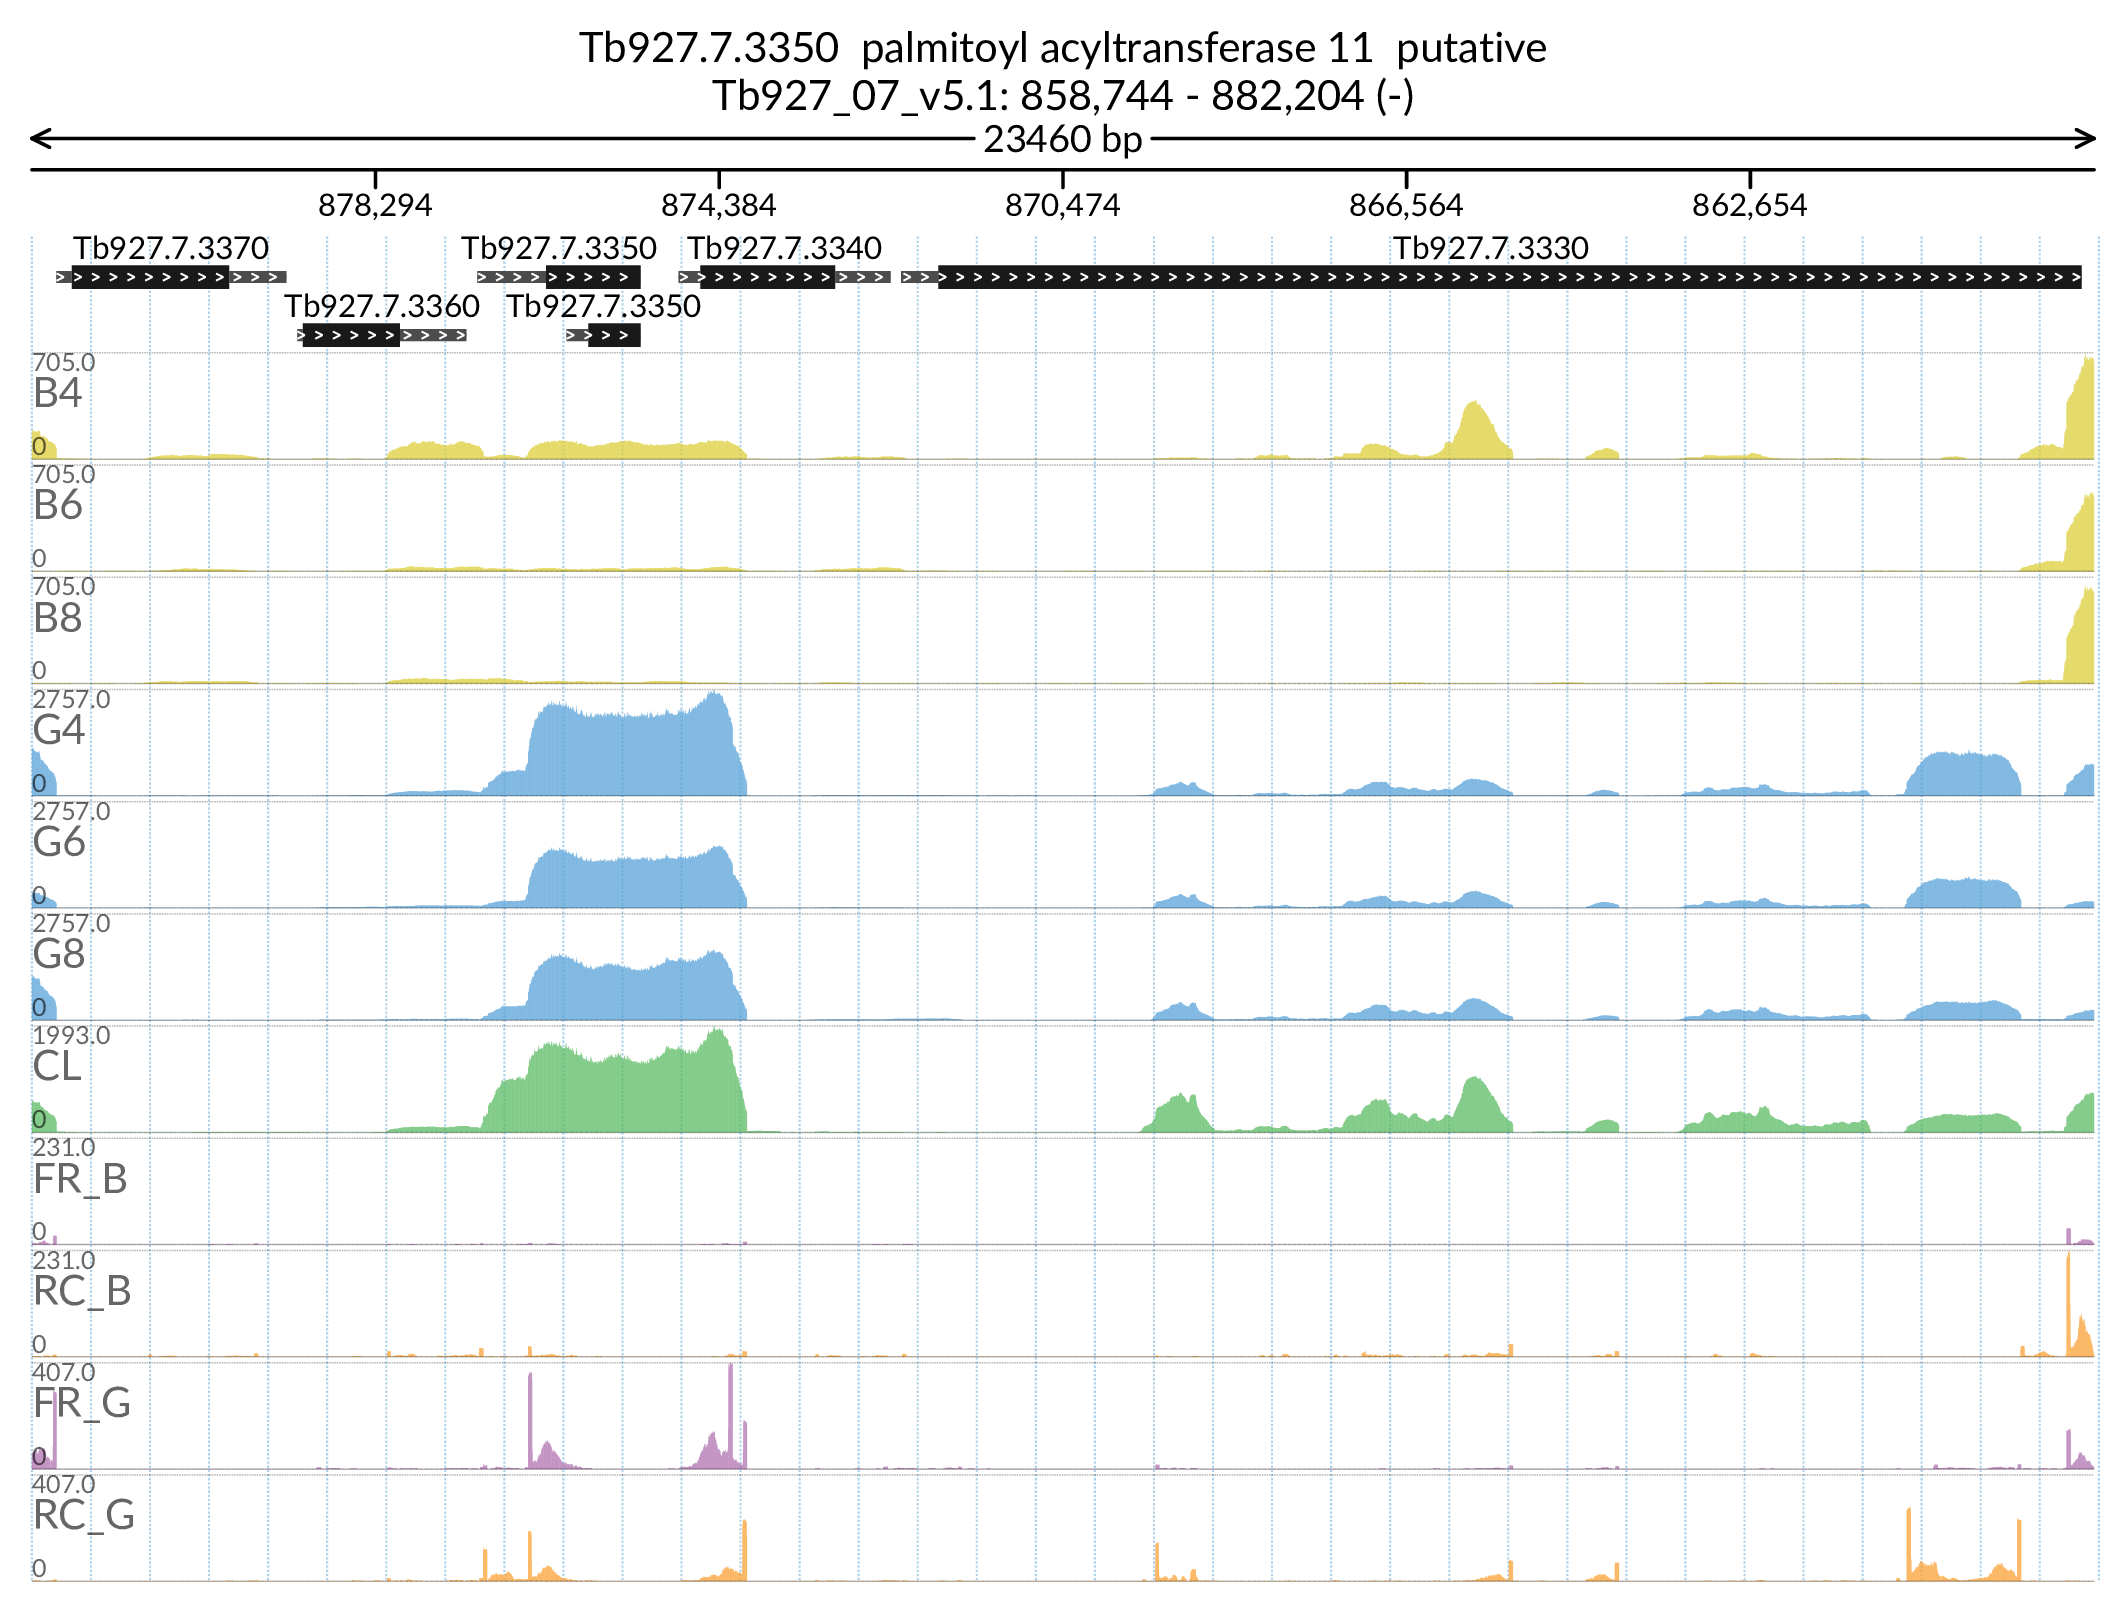 Tb927.7.3350  palmitoyl acyltransferase 11  putative
Tb927_07_v5.1: 858,744 - 882,204 (-)
23460 bp
878,294 874,384 870,474 866,564 862,654
Tb927.7.3370 Tb927.7.3350 Tb927.7.3340 Tb927.7.3330
Tb927.7.3360 Tb927.7.3350
705.0
B4
0
705.0
B6
0
705.0
B8
0
2757.0
G4
0
2757.0
G6
0
2757.0
G8
0
1993.0
CL
0
231.0
FR_B
0
231.0
RC_B
0
407.0
FR_G
0
407.0
RC_G
0